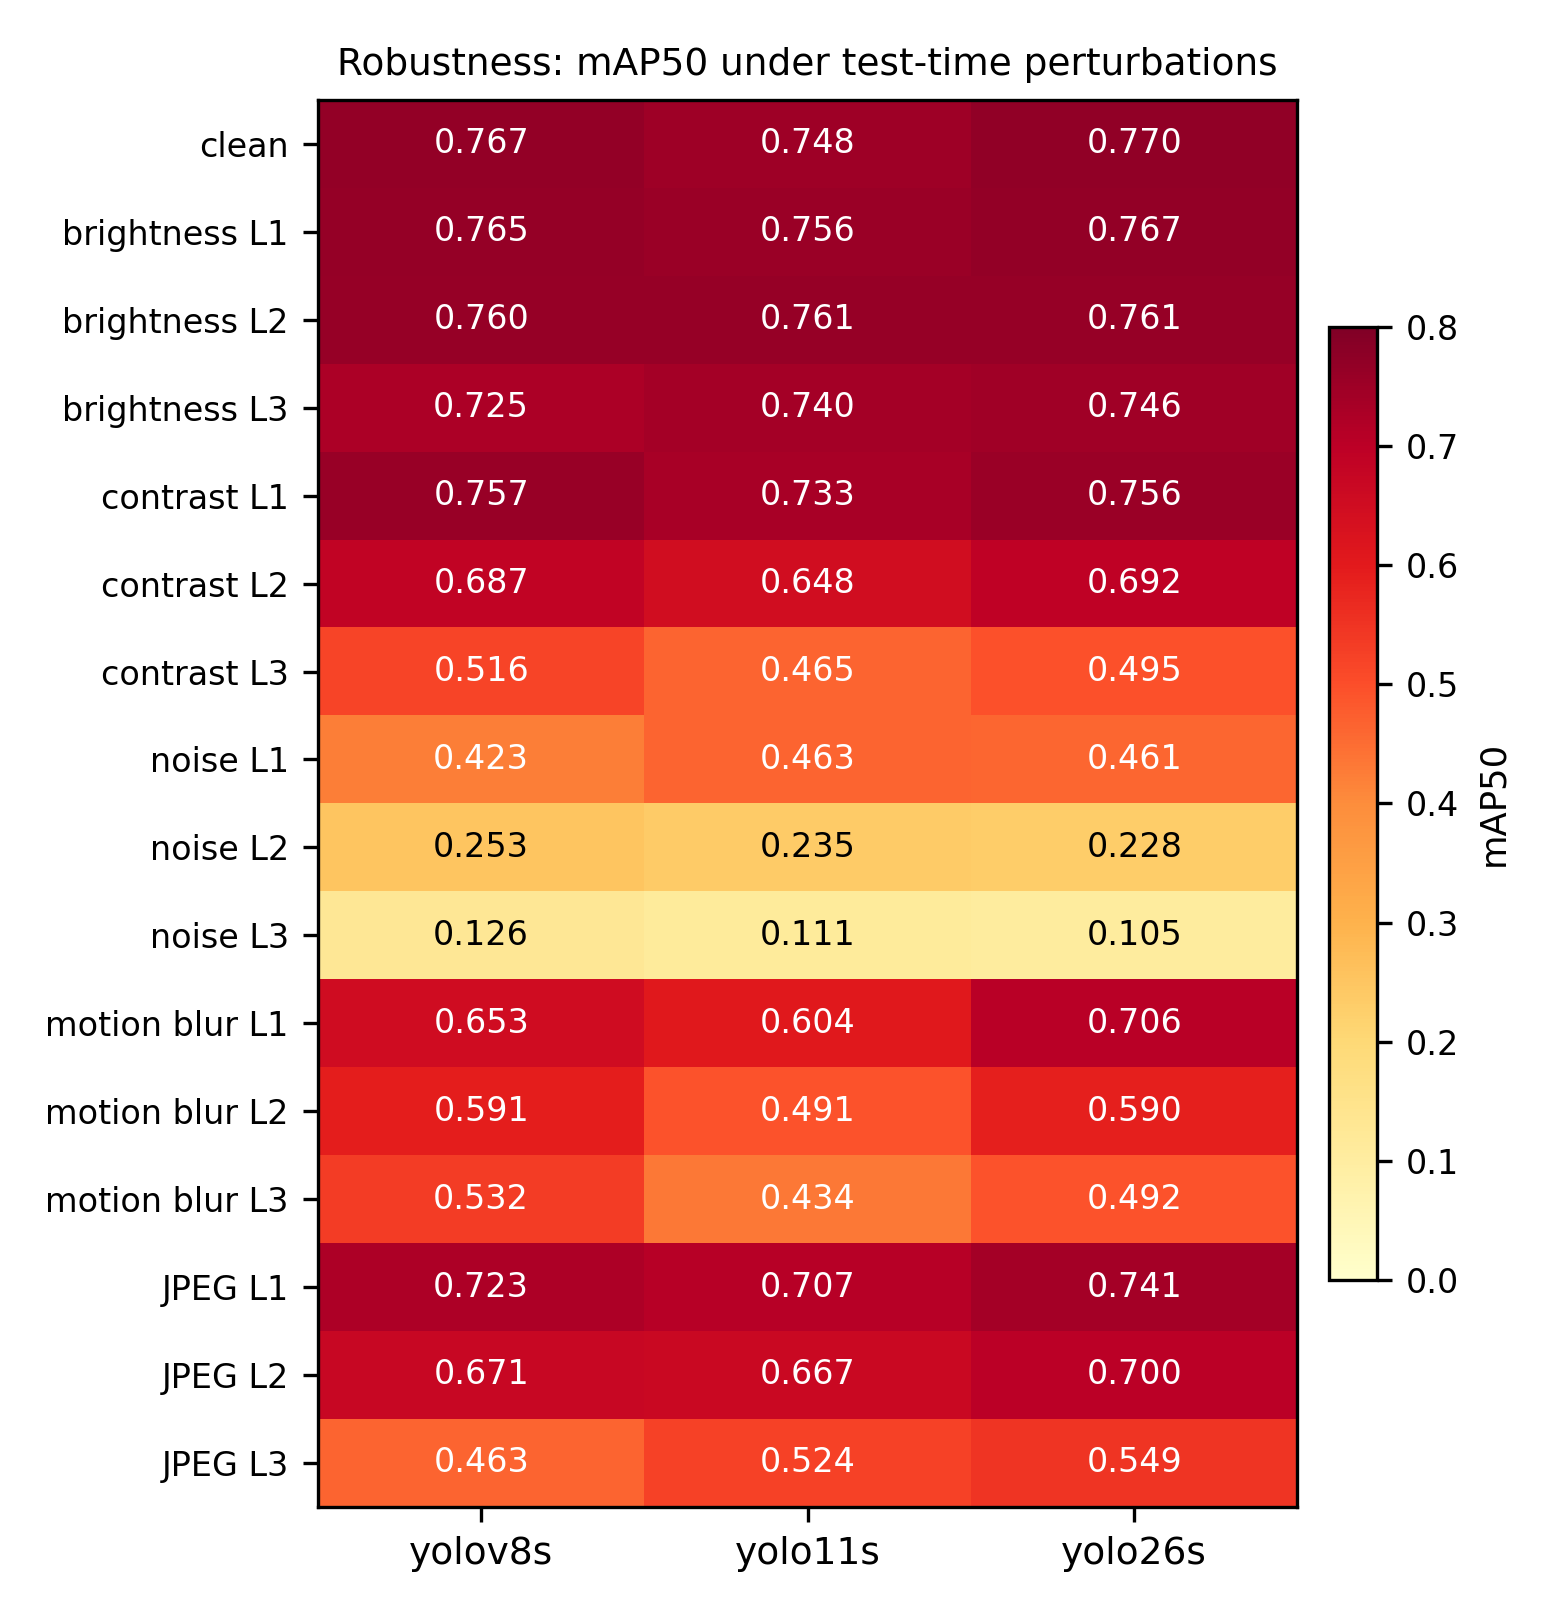 Robustness: mAP50 under test-time perturbations
clean 0.767 0.748 0.770
brightness L1 0.765 0.756 0.767
brightness L2 0.760 0.761 0.761
brightness L3 0.725 0.740 0.746
contrast L1 0.757 0.733 0.756
contrast L2 0.687 0.648 0.692
contrast L3 0.516 0.465 0.495
noise L1 0.423 0.463 0.461
noise L2 0.253 0.235 0.228
noise L3 0.126 0.111 0.105
motion blur L1 0.653 0.604 0.706
motion blur L2 0.591 0.491 0.590
motion blur L3 0.532 0.434 0.492
JPEG L1 0.723 0.707 0.741
JPEG L2 0.671 0.667 0.700
JPEG L3 0.463 0.524 0.549
yolov8s yolo11s yolo26s
0.8
0.7
0.6
0.5
0.4
0.3
0.2
0.1
0.0
mAP50